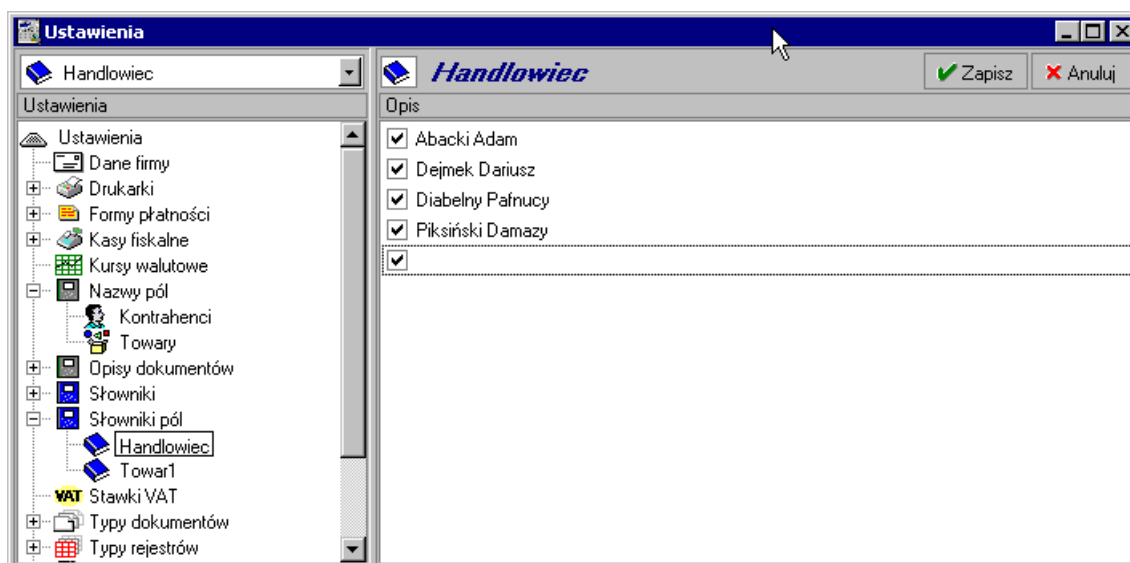 Ustawienia
Handlowiec
Ustawienia
Ustawienia
Dane firmy
Drukarki
Formy płatności
Kasy fiskalne
Kursy walutowe
Nazwy pól
Kontrahenci
Towary
Opisy dokumentów
Słowniki
Słowniki pól
Handlowiec
Towar1
VAT Stawki VAT
Typy dokumentów
Typy rejestrów
Handlowiec
Zapisz
Anuluj
Opis
Abacki Adam
Dejmek Dariusz
Diabelny Pafnucy
Piksiński Damazy